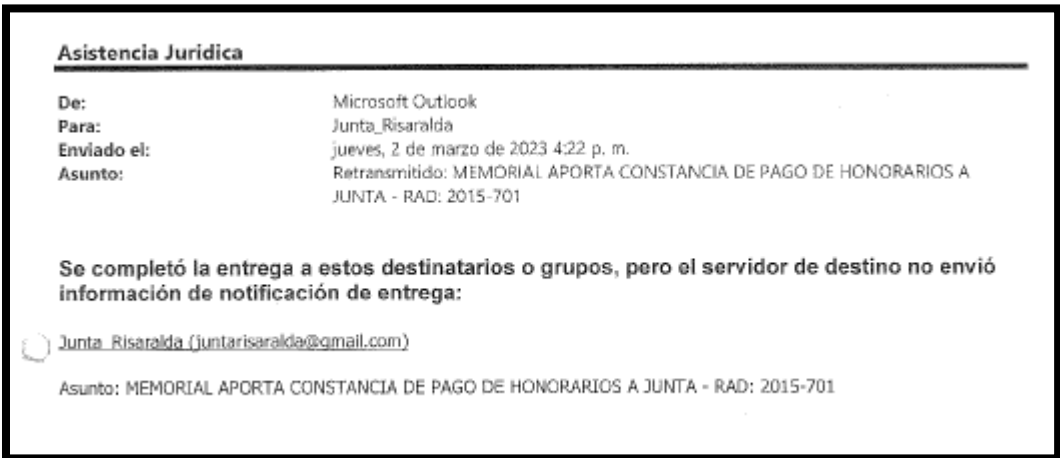 Asistencia Juridica
De: Microsoft Outlook
Para: Junta_Risaralda
Enviado el: jueves, 2 de marzo de 2023 4:22 p. m.
Asunto: Retransmitido: MEMORIAL APORTA CONSTANCIA DE PAGO DE HONORARIOS A
JUNTA - RAD: 2015-701
Se completó la entrega a estos destinatarios o grupos, pero el servidor de destino no envió
información de notificación de entrega:
Junta_Risaralda (juntarisaralda@gmail.com)
Asunto: MEMORIAL APORTA CONSTANCIA DE PAGO DE HONORARIOS A JUNTA - RAD: 2015-701